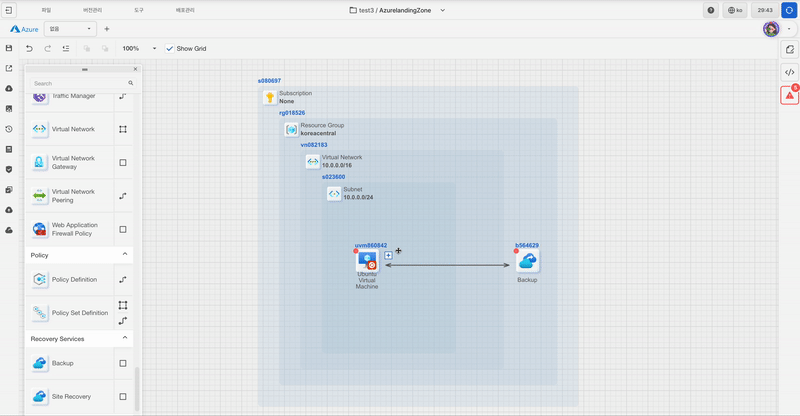 파일 버전관리 도구 배포관리
test3 / AzurelandingZone
ko
29:43
Azure
없음
100%
Show Grid
5
Search
Traffic Manager
Virtual Network
Virtual Network
Gateway
Virtual Network
Peering
Web Application
Firewall Policy
Policy
Policy Definition
Policy Set Definition
Recovery Services
Backup
Site Recovery
s080697
Subscription
None
rg018526
Resource Group
koreacentral
vn082183
Virtual Network
10.0.0.0/16
s023600
Subnet
10.0.0.0/24
uvm860842
Ubuntu
Virtual
Machine
b564629
Backup